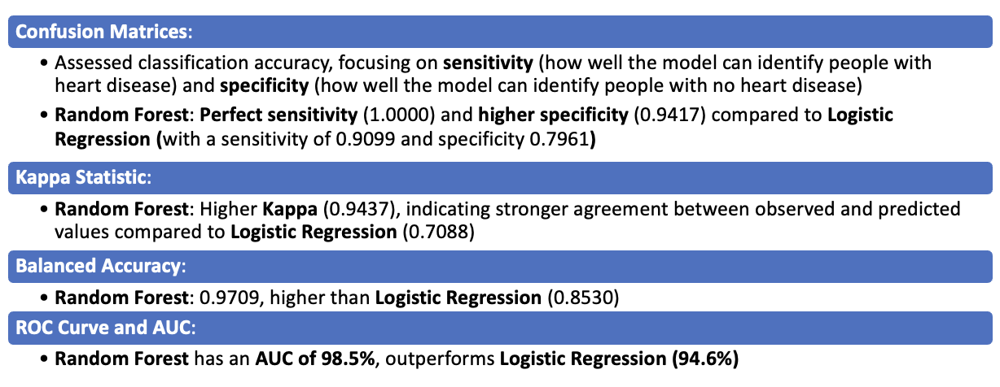 Confusion Matrices:
• Assessed classification accuracy, focusing on sensitivity (how well the model can identify people with
heart disease) and specificity (how well the model can identify people with no heart disease)
• Random Forest: Perfect sensitivity (1.0000) and higher specificity (0.9417) compared to Logistic
Regression (with a sensitivity of 0.9099 and specificity 0.7961)
Kappa Statistic:
• Random Forest: Higher Kappa (0.9437), indicating stronger agreement between observed and predicted
values compared to Logistic Regression (0.7088)
Balanced Accuracy:
• Random Forest: 0.9709, higher than Logistic Regression (0.8530)
ROC Curve and AUC:
• Random Forest has an AUC of 98.5%, outperforms Logistic Regression (94.6%)